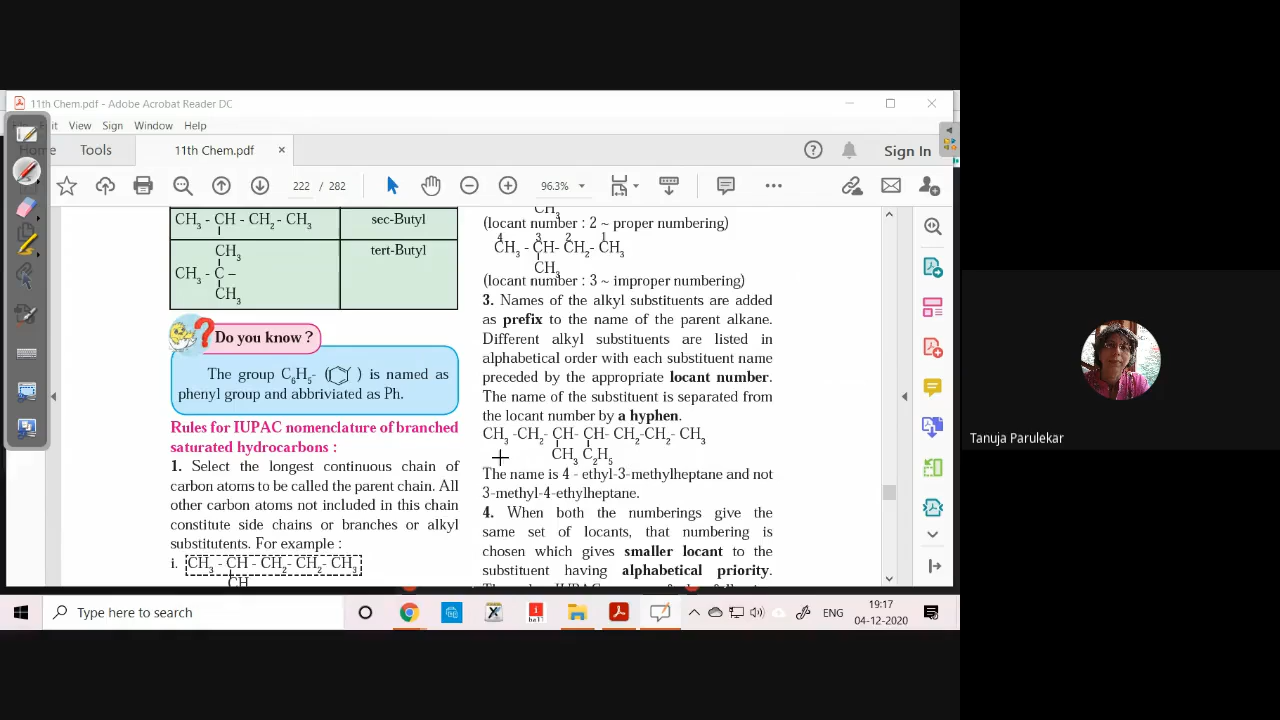 11th Chem.pdf - Adobe Acrobat Reader DC
View Sign Window Help
Tools
11th Chem.pdf
Sign In
222 / 282
96.3%
CH3 - CH - CH2 - CH3
sec-Butyl
CH3
CH3 - C –
CH3
tert-Butyl
Do you know ?
The group C6H5- ( ) is named as
phenyl group and abbriviated as Ph.
Rules for IUPAC nomenclature of branched
saturated hydrocarbons :
1. Select the longest continuous chain of
carbon atoms to be called the parent chain. All
other carbon atoms not included in this chain
constitute side chains or branches or alkyl
substitutents. For example :
i. CH3 - CH - CH2- CH2- CH3
CH
CH3
(locant number : 2 ~ proper numbering)
4 3 2 1
CH3 - CH- CH2- CH3
CH3
(locant number : 3 ~ improper numbering)
3. Names of the alkyl substituents are added
as prefix to the name of the parent alkane.
Different alkyl substituents are listed in
alphabetical order with each substituent name
preceded by the appropriate locant number.
The name of the substituent is separated from
the locant number by a hyphen.
CH3 -CH2- CH- CH- CH2-CH2- CH3
CH3 C2H5
The name is 4 - ethyl-3-methylheptane and not
3-methyl-4-ethylheptane.
4. When both the numberings give the
same set of locants, that numbering is
chosen which gives smaller locant to the
substituent having alphabetical priority.
Tanuja Parulekar
Type here to search
ENG
19:17
04-12-2020